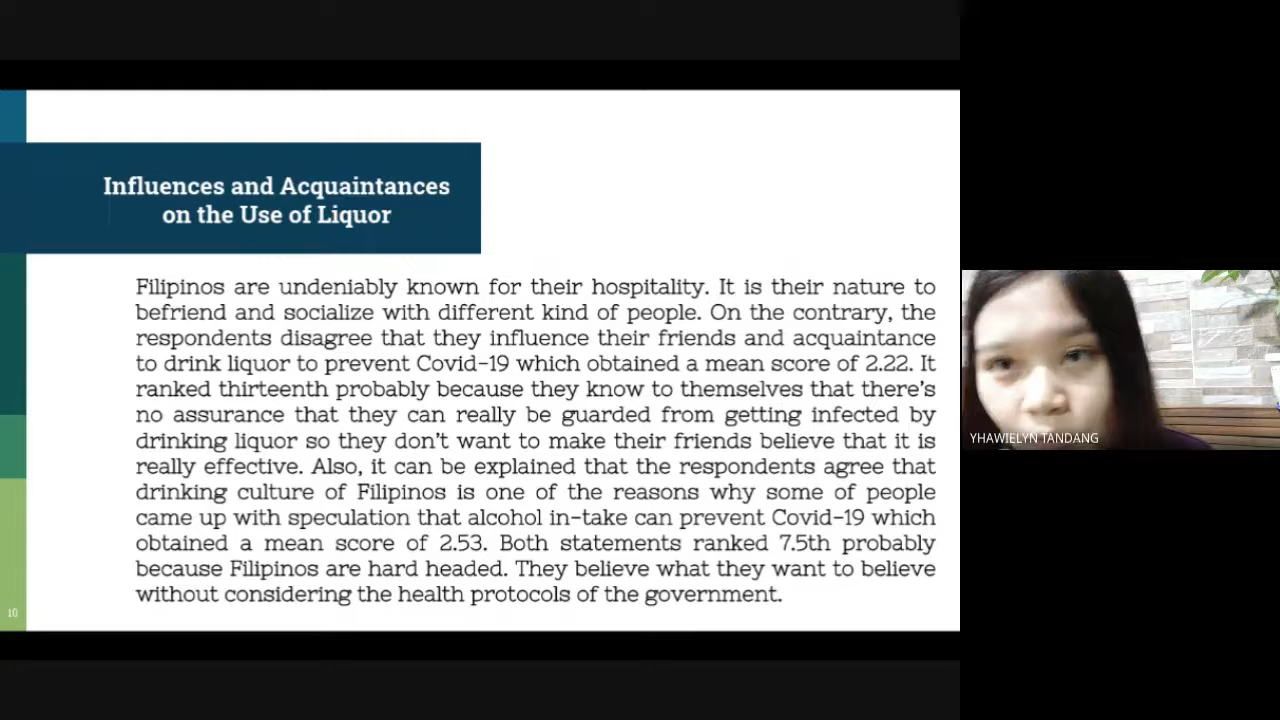 Influences and Acquaintances
on the Use of Liquor
Filipinos are undeniably known for their hospitality. It is their nature to
befriend and socialize with different kind of people. On the contrary, the
respondents disagree that they influence their friends and acquaintance
to drink liquor to prevent Covid-19 which obtained a mean score of 2.22. It
ranked thirteenth probably because they know to themselves that there's
no assurance that they can really be guarded from getting infected by
drinking liquor so they don't want to make their friends believe that it is
really effective. Also, it can be explained that the respondents agree that
drinking culture of Filipinos is one of the reasons why some of people
came up with speculation that alcohol in-take can prevent Covid-19 which
obtained a mean score of 2.53. Both statements ranked 7.5th probably
because Filipinos are hard headed. They believe what they want to believe
without considering the health protocols of the government.
10
YHAWIELYN TANDANG